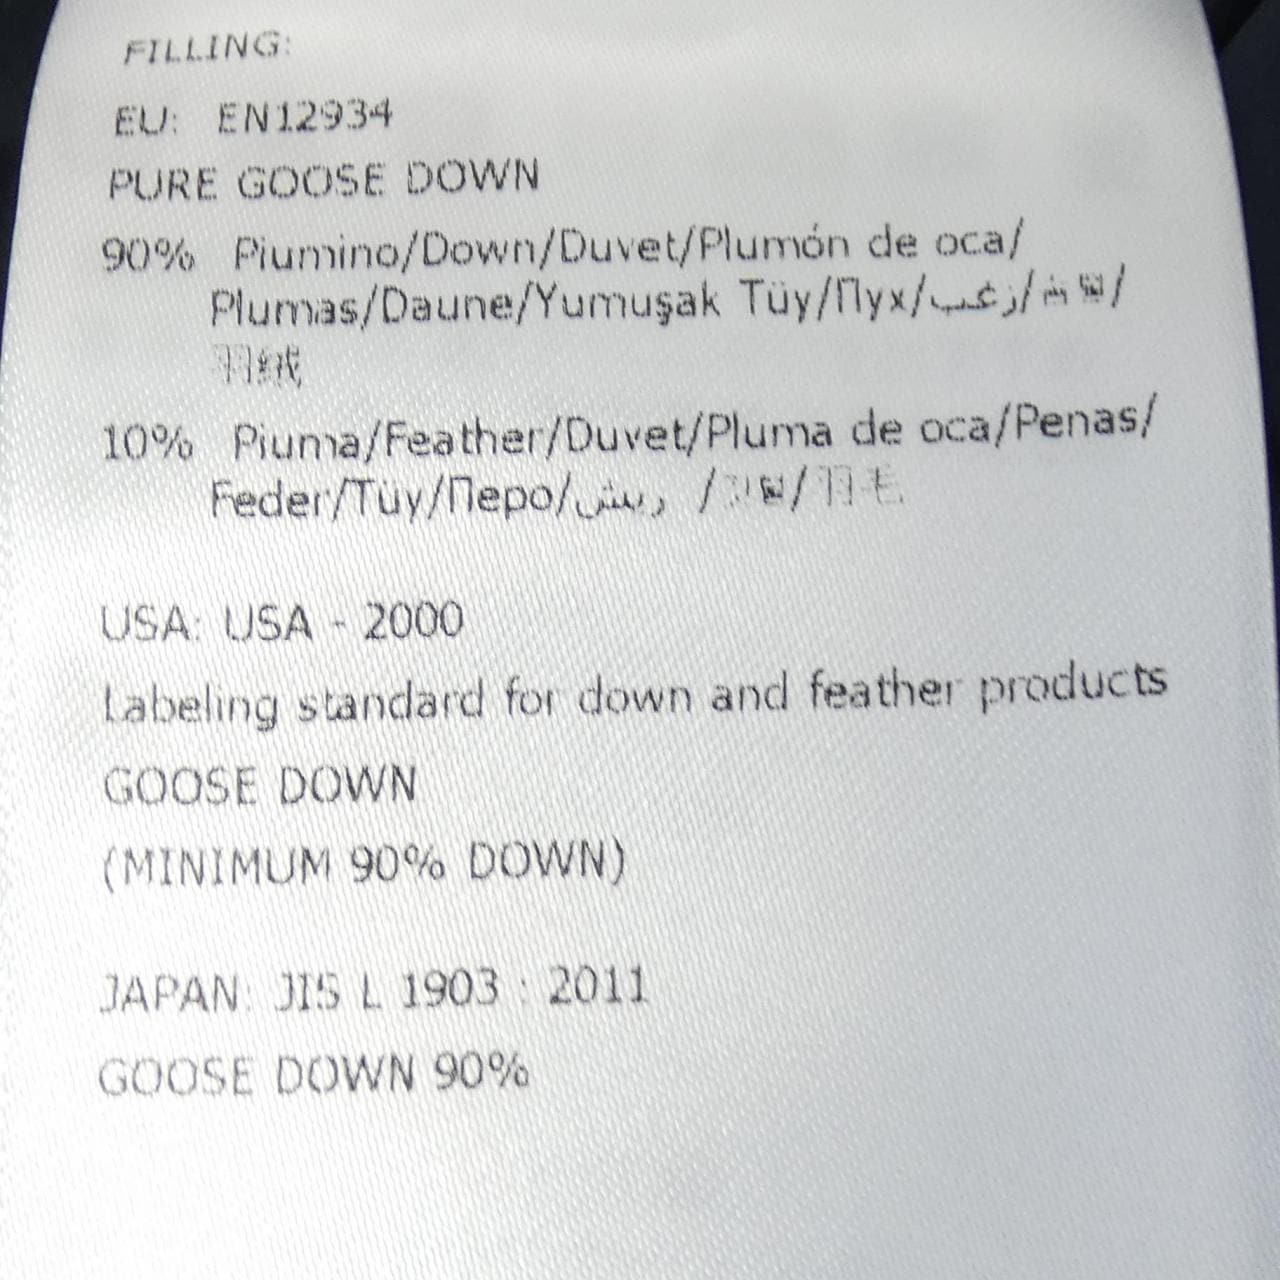 FILLING:
EU: EN12934
PURE GOOSE DOWN
90% Piumino/Down/Duvet/Plumón de oca/
Plumas/Daune/Yumuşak Tüy/Пух/زغب/
羽绒
10% Piuma/Feather/Duvet/Pluma de oca/Penas/
Feder/Tüy/Перо/ريش / /羽毛
USA: USA - 2000
Labeling standard for down and feather products
GOOSE DOWN
(MINIMUM 90% DOWN)
JAPAN: JIS L 1903 : 2011
GOOSE DOWN 90%